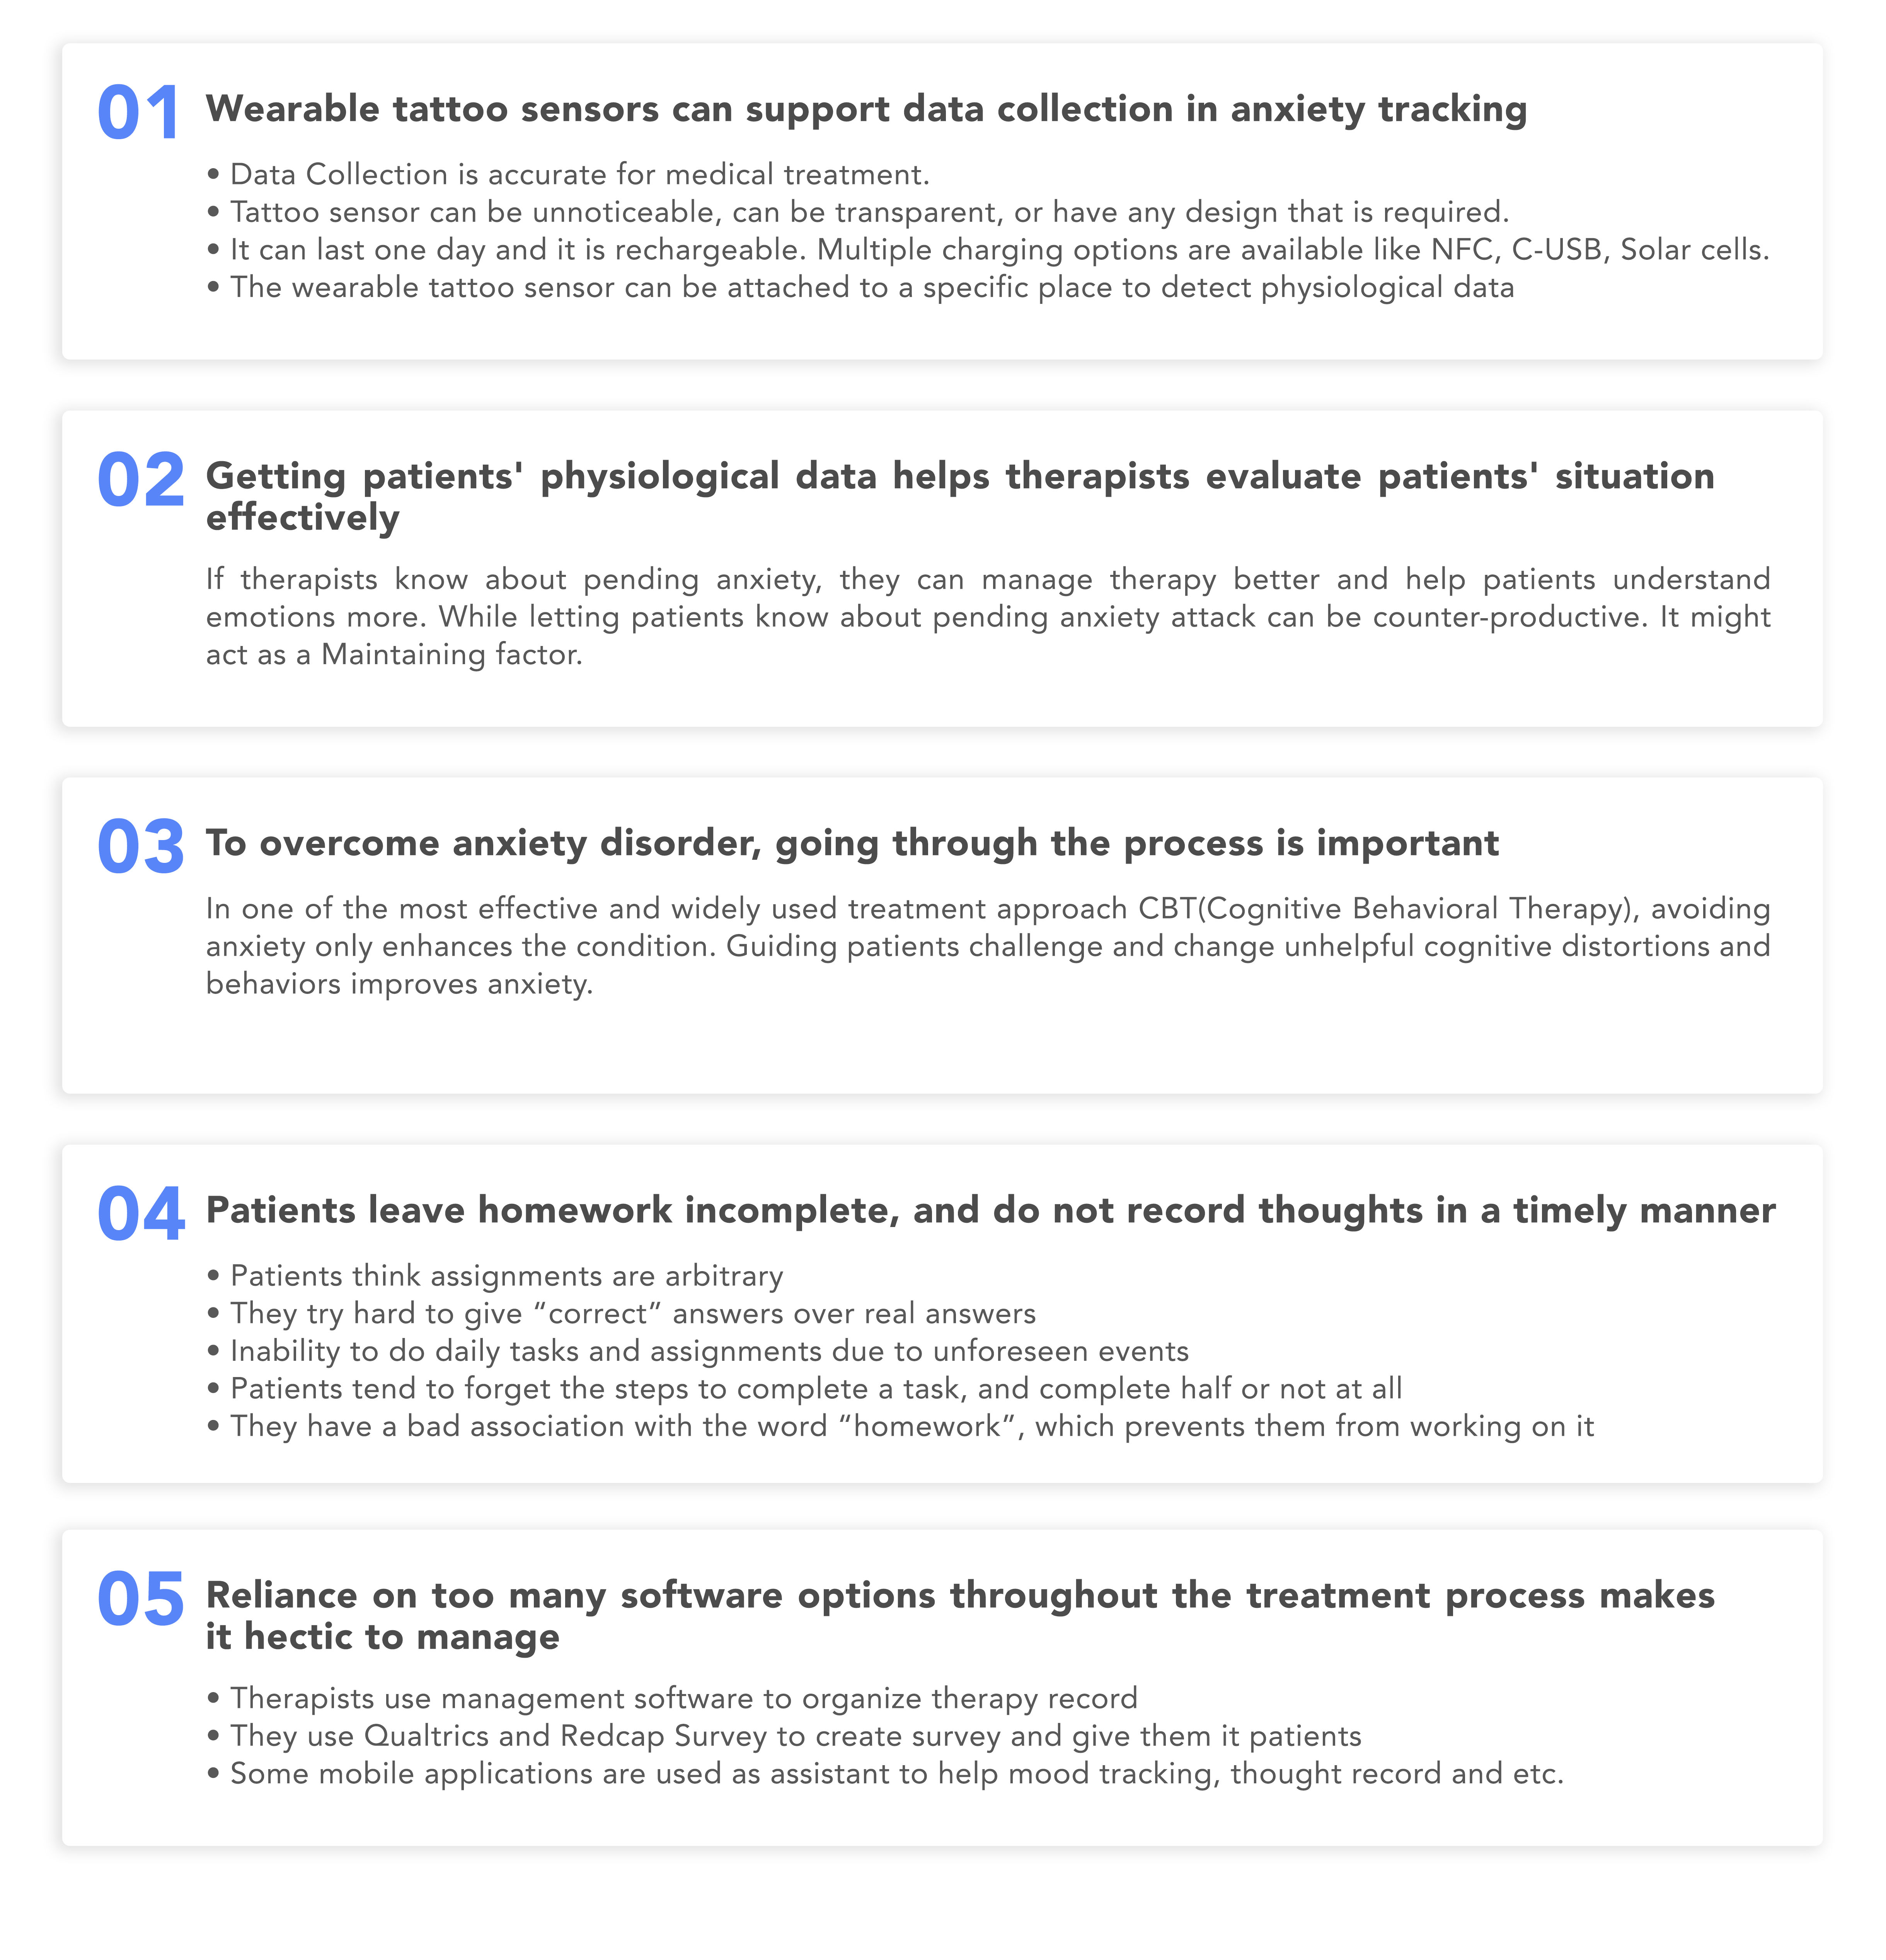 01 Wearable tattoo sensors can support data collection in anxiety tracking
• Data Collection is accurate for medical treatment.
• Tattoo sensor can be unnoticeable, can be transparent, or have any design that is required.
• It can last one day and it is rechargeable. Multiple charging options are available like NFC, C-USB, Solar cells.
• The wearable tattoo sensor can be attached to a specific place to detect physiological data
02 Getting patients' physiological data helps therapists evaluate patients' situation
effectively
If therapists know about pending anxiety, they can manage therapy better and help patients understand
emotions more. While letting patients know about pending anxiety attack can be counter-productive. It might
act as a Maintaining factor.
03 To overcome anxiety disorder, going through the process is important
In one of the most effective and widely used treatment approach CBT(Cognitive Behavioral Therapy), avoiding
anxiety only enhances the condition. Guiding patients challenge and change unhelpful cognitive distortions and
behaviors improves anxiety.
04 Patients leave homework incomplete, and do not record thoughts in a timely manner
• Patients think assignments are arbitrary
• They try hard to give “correct” answers over real answers
• Inability to do daily tasks and assignments due to unforeseen events
• Patients tend to forget the steps to complete a task, and complete half or not at all
• They have a bad association with the word “homework”, which prevents them from working on it
05 Reliance on too many software options throughout the treatment process makes
it hectic to manage
• Therapists use management software to organize therapy record
• They use Qualtrics and Redcap Survey to create survey and give them it patients
• Some mobile applications are used as assistant to help mood tracking, thought record and etc.